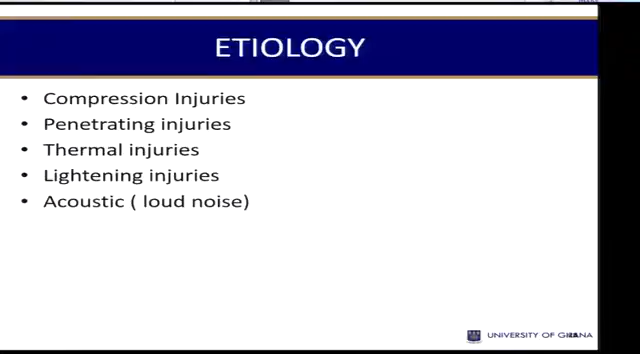 ETIOLOGY
• Compression Injuries
• Penetrating injuries
• Thermal injuries
• Lightening injuries
• Acoustic ( loud noise)
UNIVERSITY OF GHANA